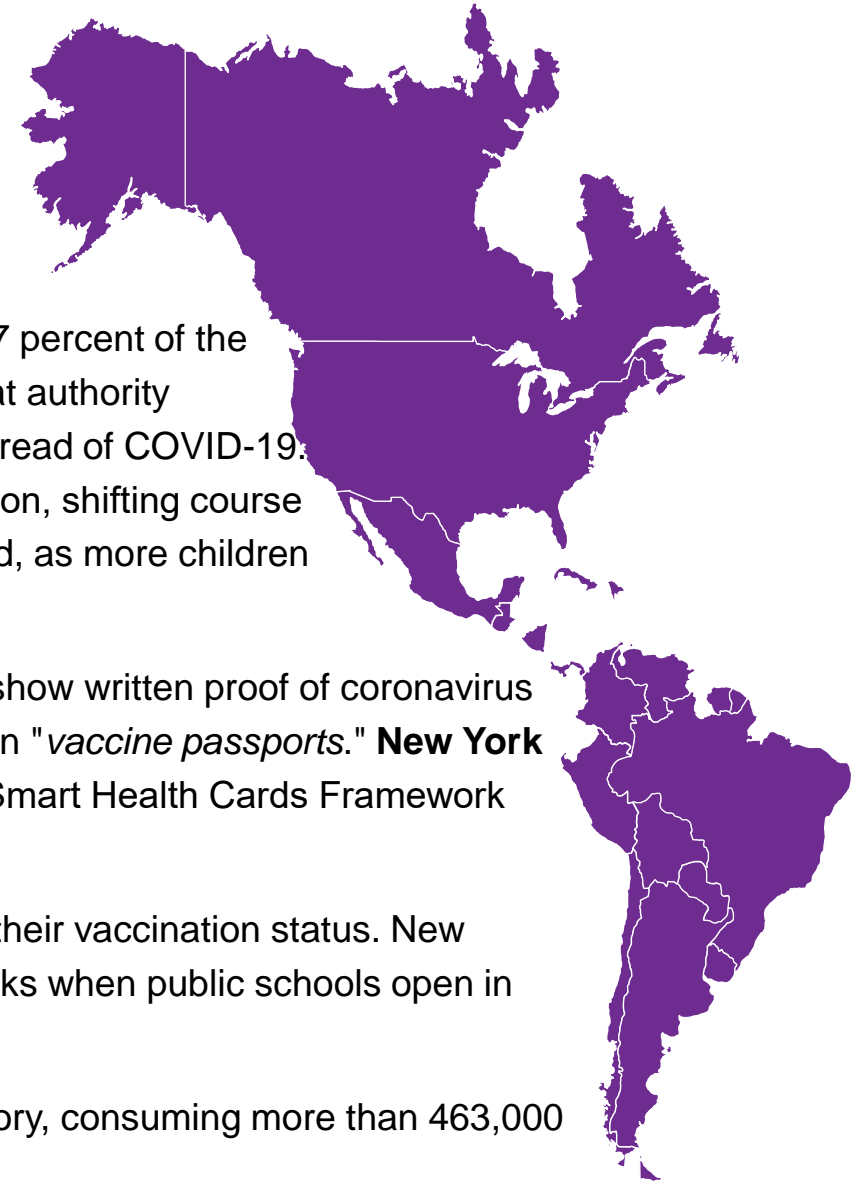 7 percent of the
at authority
read of COVID-19.
on, shifting course
d, as more children
show written proof of coronavirus
n "vaccine passports." New York
Smart Health Cards Framework
their vaccination status. New
ks when public schools open in
ory, consuming more than 463,000